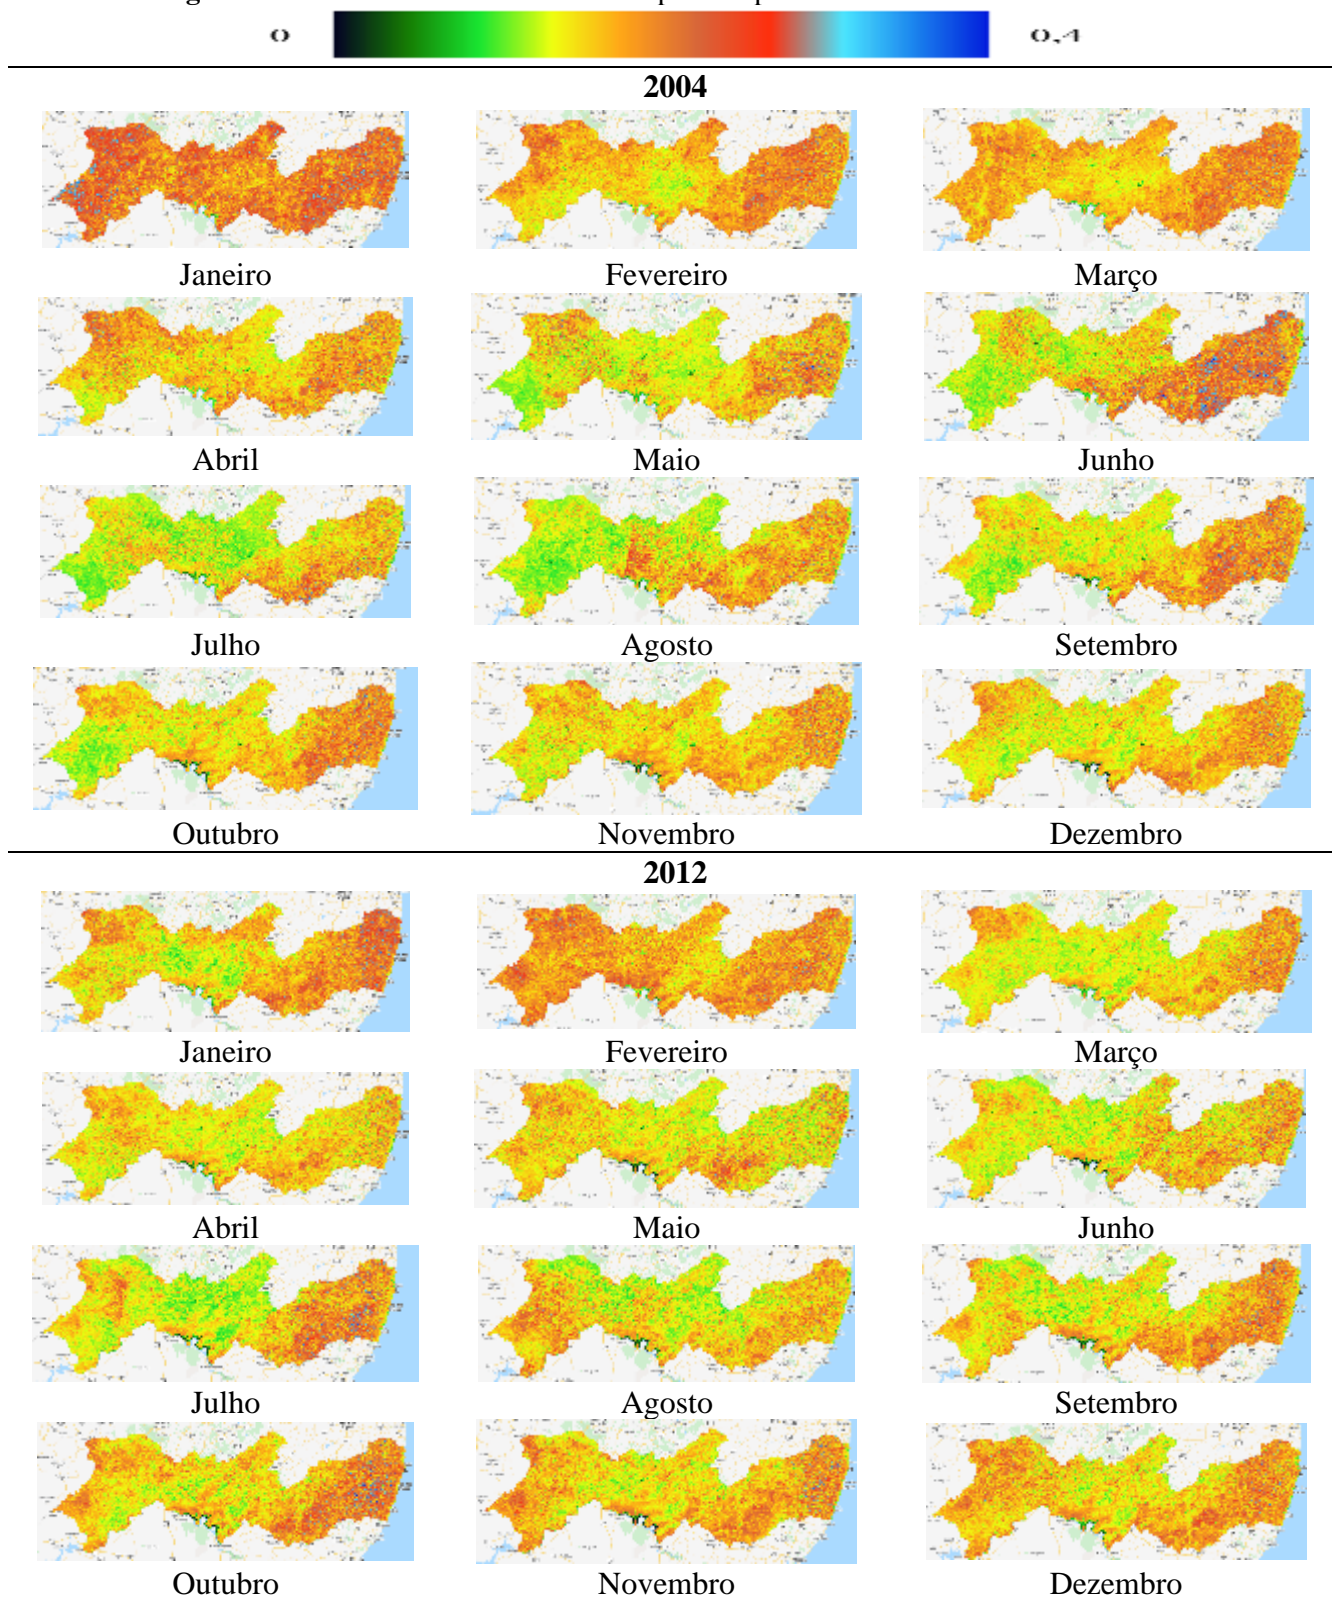 0 0,4
2004
Janeiro Fevereiro Março
Abril Maio Junho
Julho Agosto Setembro
Outubro Novembro Dezembro
2012
Janeiro Fevereiro Março
Abril Maio Junho
Julho Agosto Setembro
Outubro Novembro Dezembro